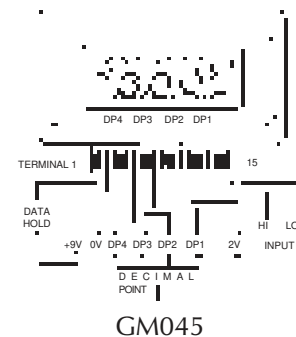 DP4 DP3 DP2 DP1
TERMINAL 1 15
DATA
HOLD
HI LO
+9V 0V DP4 DP3 DP2 DP1 2V INPUT
DECIMAL
POINT
GM045